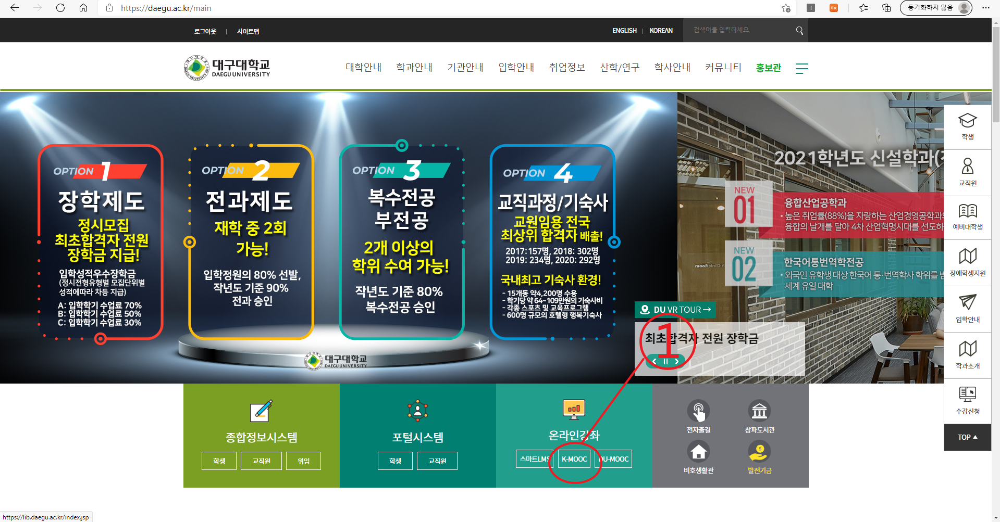 https://daegu.ac.kr/main
동기화하지 않음
로그아웃 | 사이트맵
ENGLISH | KOREAN
검색어를 입력하세요.
대구대학교
DAEGU UNIVERSITY
대학안내 학과안내 기관안내 입학안내 취업정보 산학/연구 학사안내 커뮤니티 홍보관
OPTION 1
장학제도
정시모집
최초합격자 전원
장학금 지급!
입학성적우수장학금
(정시전형유형별 모집단위별
성적에따라 차등 지급)
A: 입학학기 수업료 70%
B: 입학학기 수업료 50%
C: 입학학기 수업료 30%
OPTION 2
전과제도
재학 중 2회
가능!
입학정원의 80% 선발,
작년도 기준 90%
전과 승인
OPTION 3
복수전공
부전공
2개 이상의
학위 수여 가능!
작년도 기준 80%
복수전공 승인
OPTION 4
교직과정/기숙사
교원임용 전국
최상위 합격자 배출!
2017:157명, 2018: 302명
2019: 234명, 2020: 292명
국내최고 기숙사 환경!
- 15개동 약4,200명 수용
- 학기당 약 64~109만원의 기숙사비
- 각종 스포츠 및 교육프로그램
- 600명 규모의 호텔형 행복기숙사
대구대학교
DAEGU UNIVERSITY
2021학년도 신설학과(
NEW
01
융합산업공학과
• 높은 취업률(88%)을 자랑하는 산업경영공학과
융합의 날개를 달아 4차 산업혁명시대를 선도하
NEW
02
한국어통번역학전공
• 외국인 유학생 대상 한국어 통·번역학사 학위를
세계 유일 대학
Clinic Room
DU VR TOUR →
1
최초합격자 전원 장학금
학생
교직원
예비대학생
장애학생지원
입학안내
학과소개
수강신청
TOP
종합정보시스템
학생 교직원 위임
포털시스템
학생 교직원
온라인강좌
스마트LMS K-MOOC DU-MOOC
전자출결 창파도서관
비호생활관 발전기금
https://lib.daegu.ac.kr/index.jsp